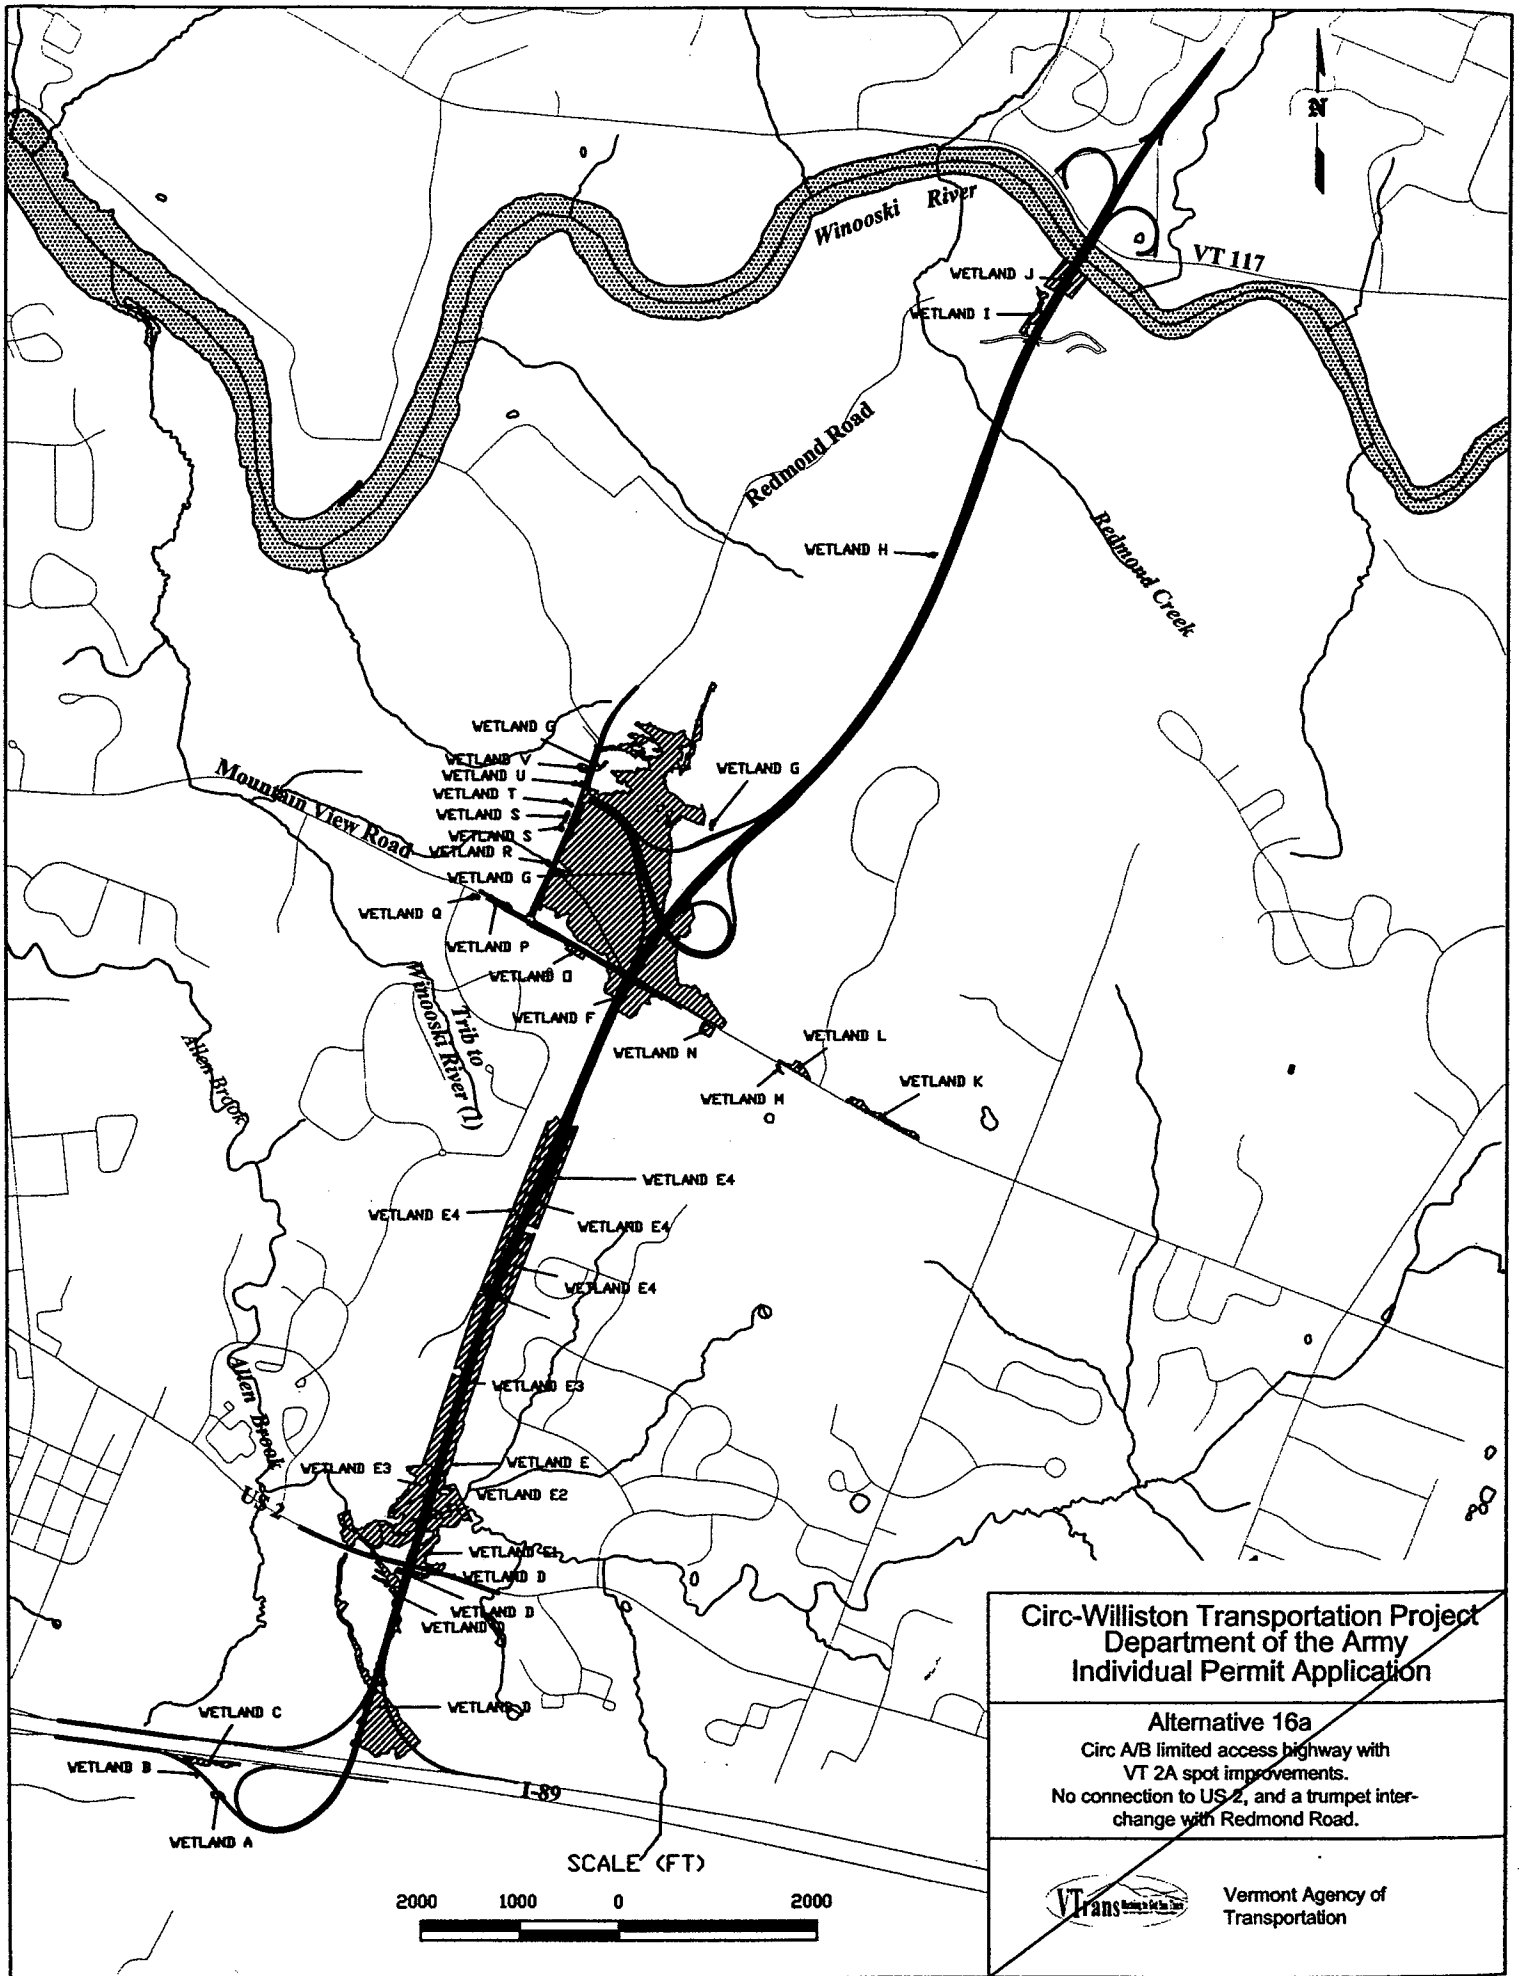 N
Winooski River
VT 117
WETLAND J
WETLAND I
Redmond Road
WETLAND H
Redmond Creek
WETLAND G
WETLAND V
WETLAND U
WETLAND G
WETLAND T
Mountain View Road
WETLAND S
WETLAND S
WETLAND R
WETLAND G
WETLAND Q
WETLAND P
WETLAND O
WETLAND F
Trib to
Winooski River (1)
WETLAND N
WETLAND L
Allen Brook
WETLAND M
WETLAND K
WETLAND E4
WETLAND E4
WETLAND E4
WETLAND E4
Allen Brook
WETLAND E3
WETLAND E3
WETLAND E
WETLAND E2
US 2
WETLAND E1
WETLAND D
WETLAND D
WETLAND D
WETLAND D
WETLAND C
WETLAND B
I-89
WETLAND A
SCALE (FT)
2000 1000 0 2000
Circ-Williston Transportation Project
Department of the Army
Individual Permit Application
Alternative 16a
Circ A/B limited access highway with
VT 2A spot improvements.
No connection to US 2, and a trumpet inter-
change with Redmond Road.
VTrans
Vermont Agency of
Transportation